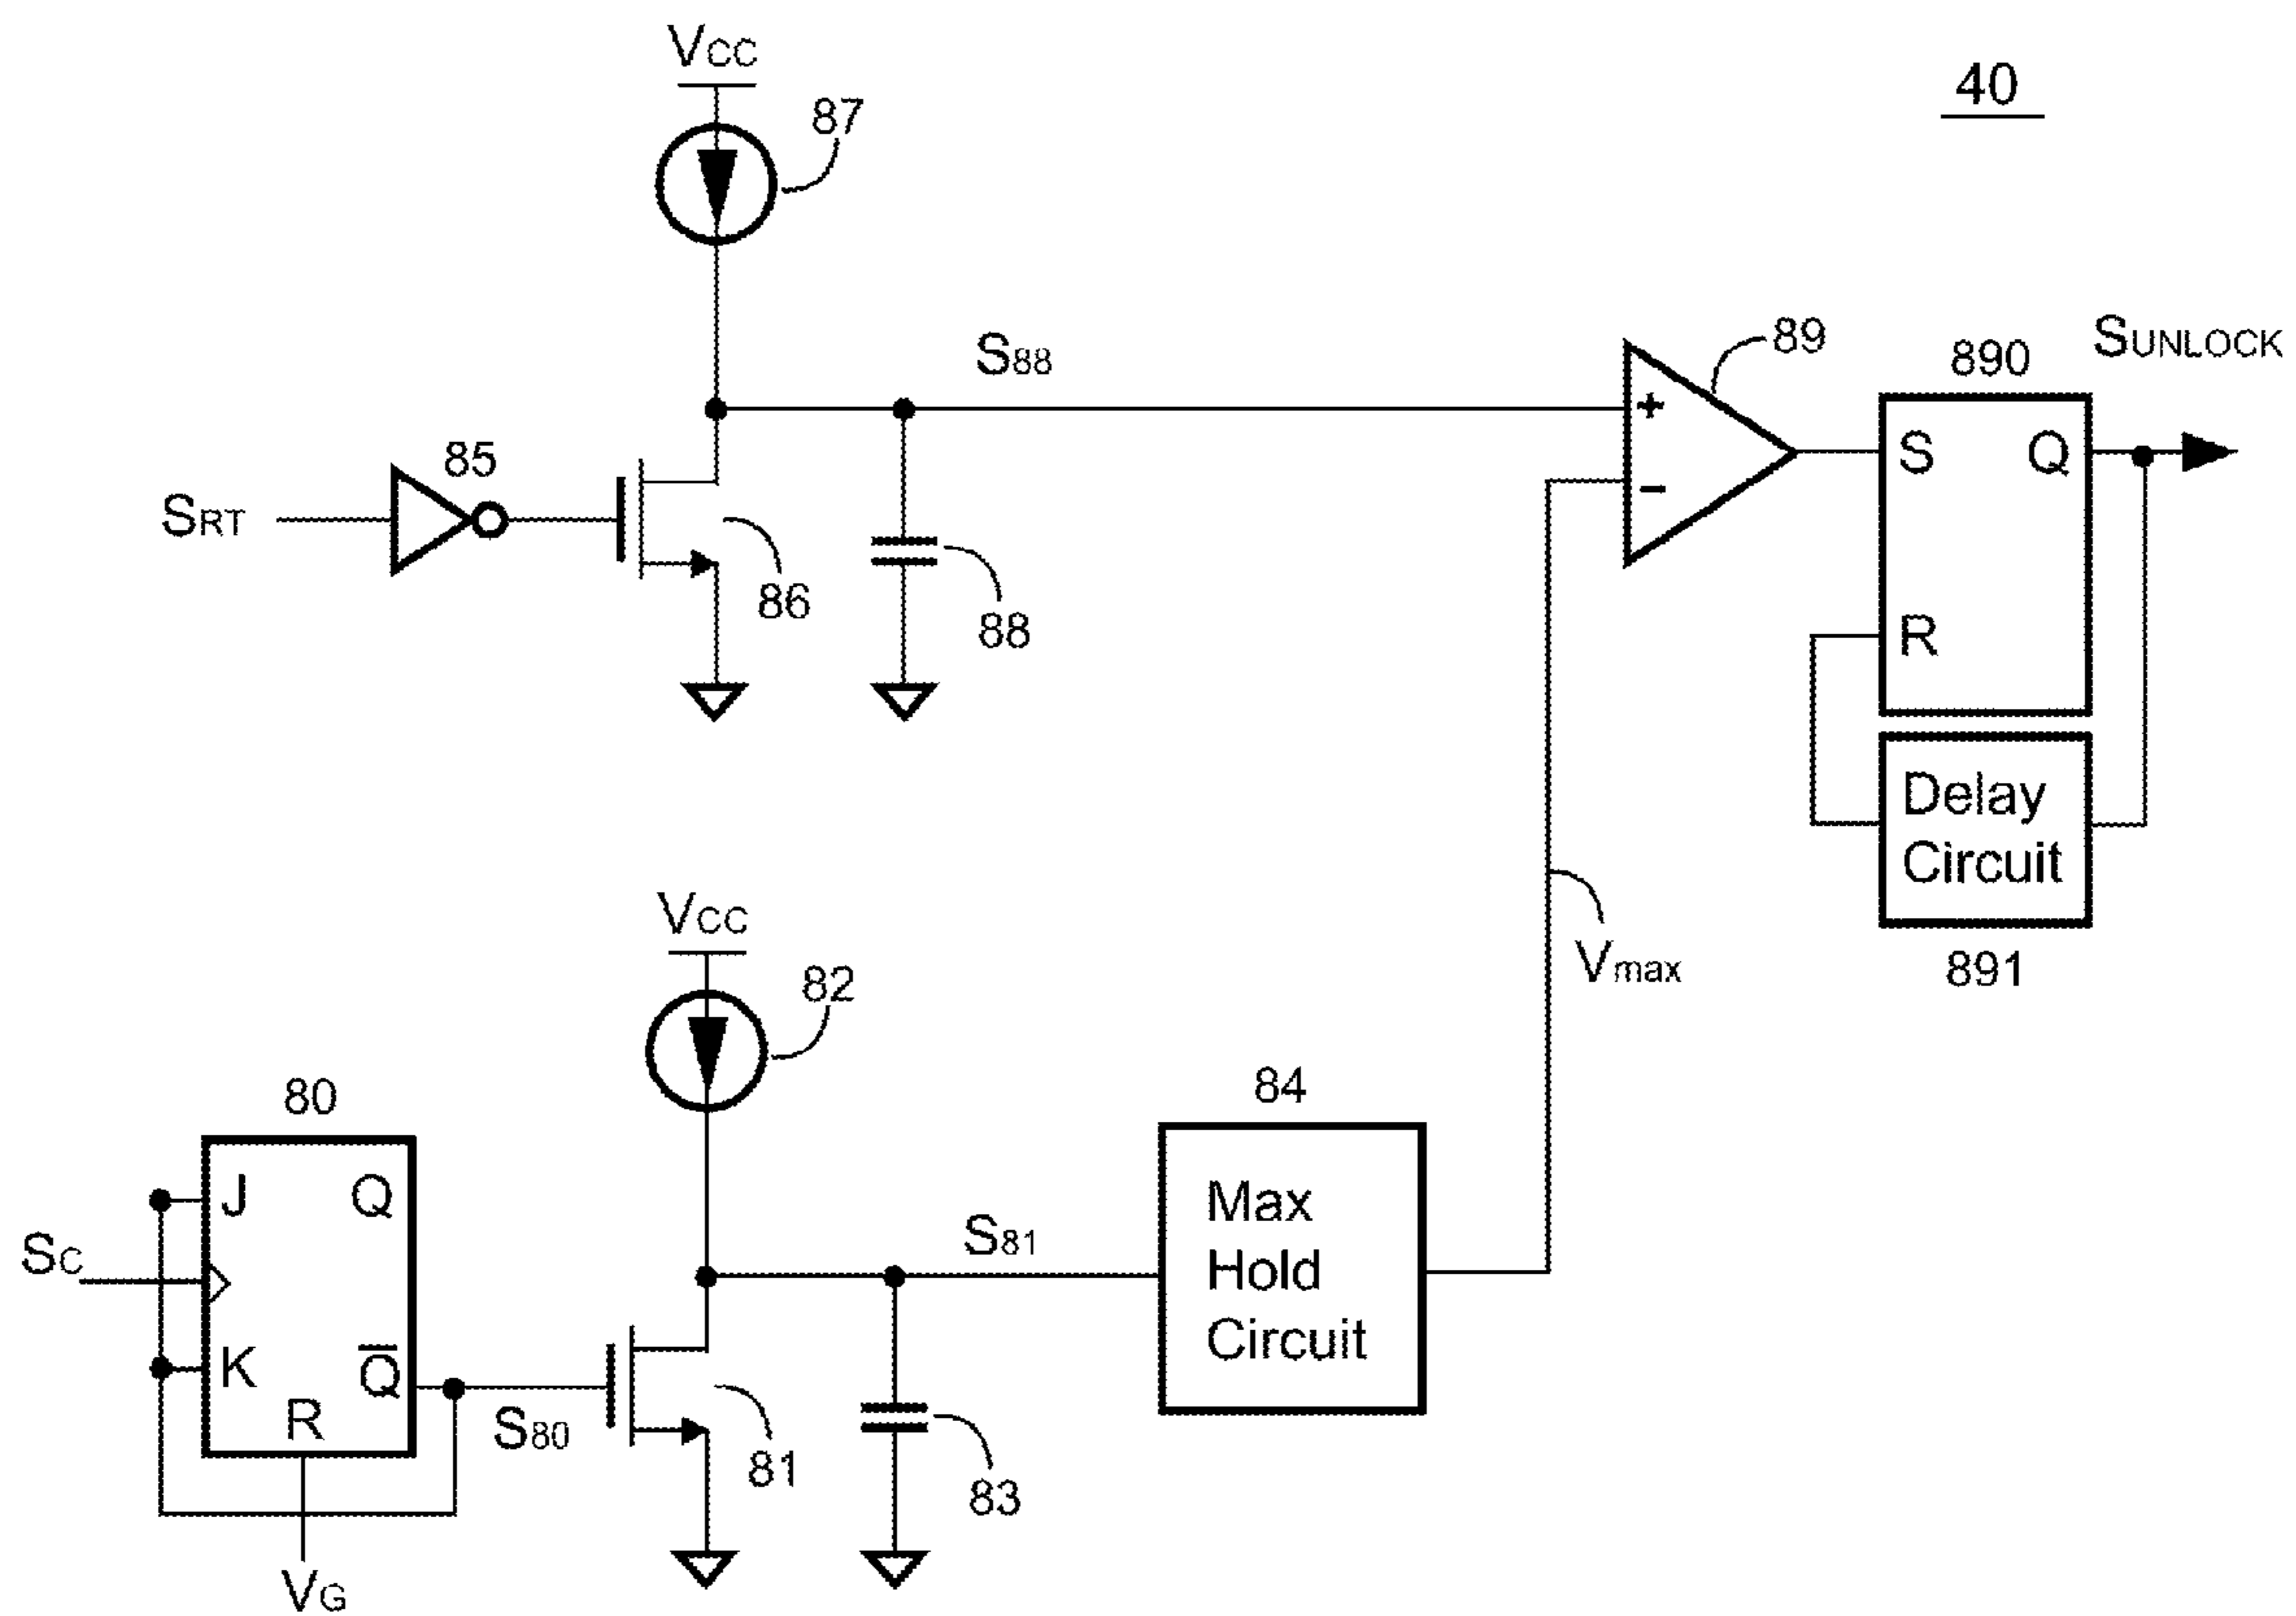 VCC
40
87
S88
89
890
SUNLOCK
+
−
S
Q
R
85
SRT
86
88
Delay
Circuit
891
Vmax
VCC
82
80
84
J
Q
SC
K
Q̅
R
S80
S81
Max
Hold
Circuit
81
83
VG